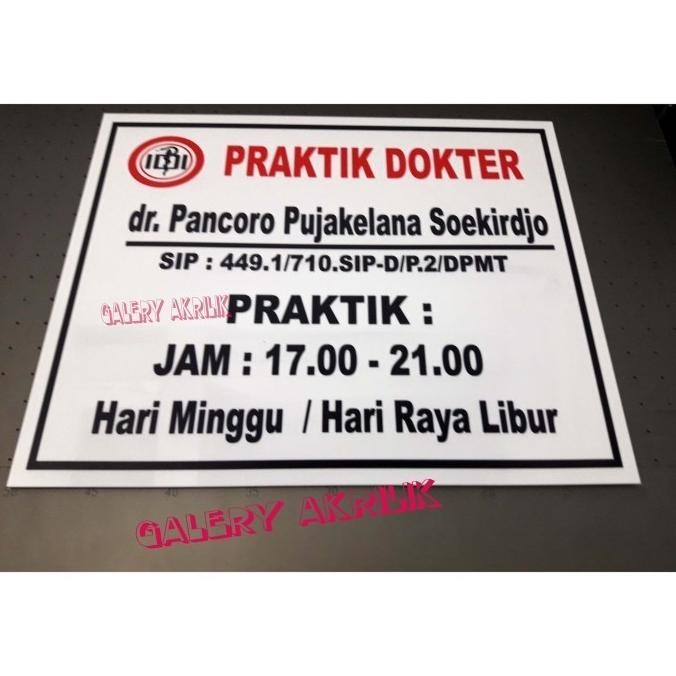 IDI PRAKTIK DOKTER
dr. Pancoro Pujakelana Soekirdjo
SIP : 449.1/710.SIP-D/P.2/DPMT
GALERY AKRILIK PRAKTIK :
JAM : 17.00 - 21.00
Hari Minggu / Hari Raya Libur
GALERY AKRILIK